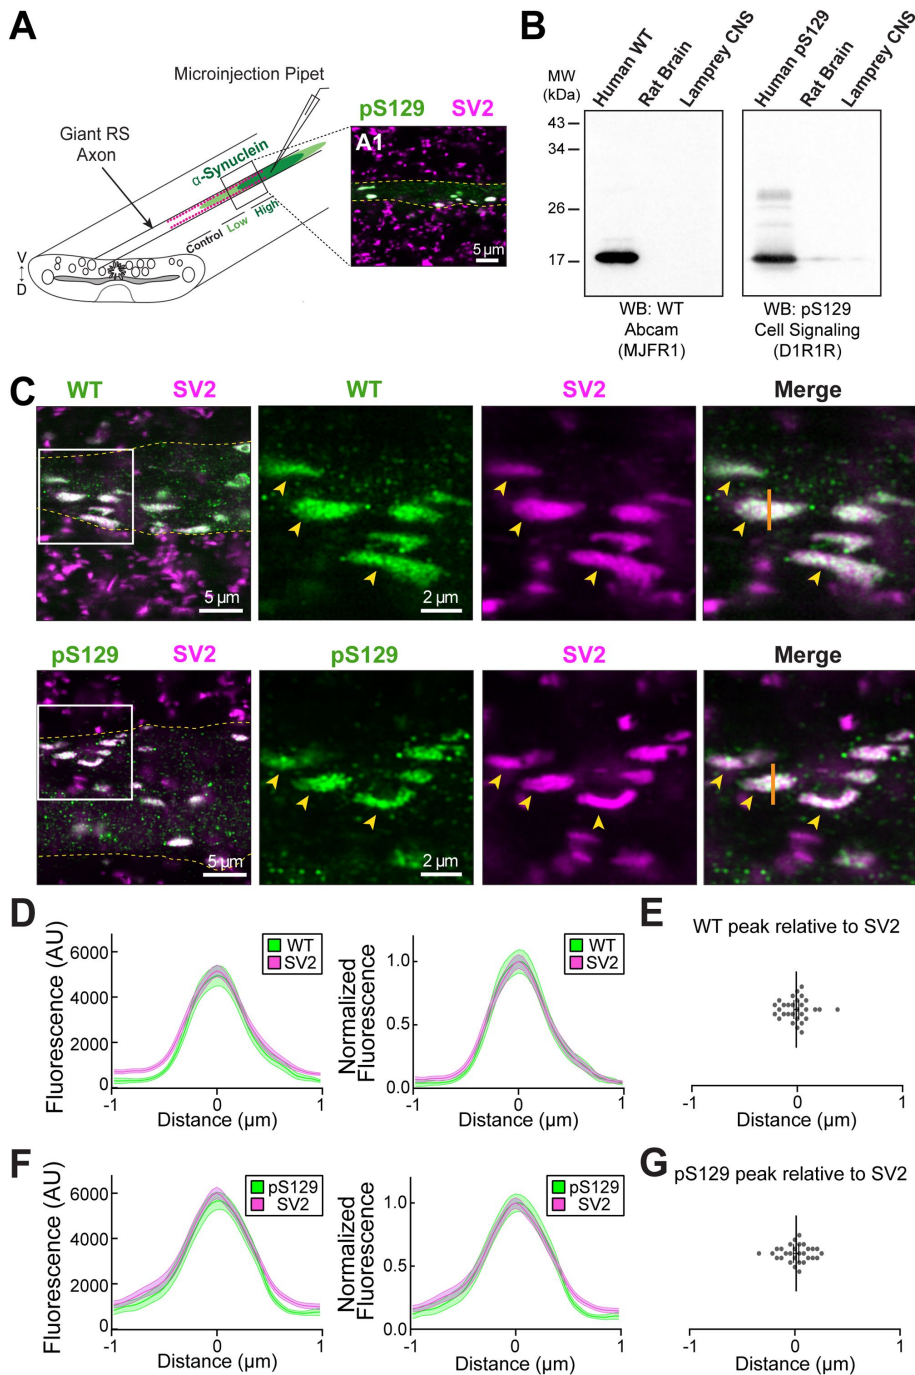 A
Microinjection Pipet
Giant RS
Axon
α-Synuclein
Control
Low
High
V
D
pS129 SV2
A1
5 µm
B
MW
(kDa)
Human WT
Rat Brain
Lamprey CNS
Human pS129
Rat Brain
Lamprey CNS
43
34
26
17
WB: WT
Abcam
(MJFR1)
WB: pS129
Cell Signaling
(D1R1R)
C
WT SV2
WT
SV2
Merge
5 µm
2 µm
pS129 SV2
pS129
SV2
Merge
5 µm
2 µm
D
Fluorescence (AU)
6000
4000
2000
0
-1 0 1
Distance (µm)
WT
SV2
Normalized
Fluorescence
1.0
0.5
0.0
-1 0 1
Distance (µm)
WT
SV2
E
WT peak relative to SV2
-1 0 1
Distance (µm)
F
Fluorescence (AU)
6000
4000
2000
0
-1 0 1
Distance (µm)
pS129
SV2
Normalized
Fluorescence
1.0
0.5
0.0
-1 0 1
Distance (µm)
pS129
SV2
G
pS129 peak relative to SV2
-1 0 1
Distance (µm)